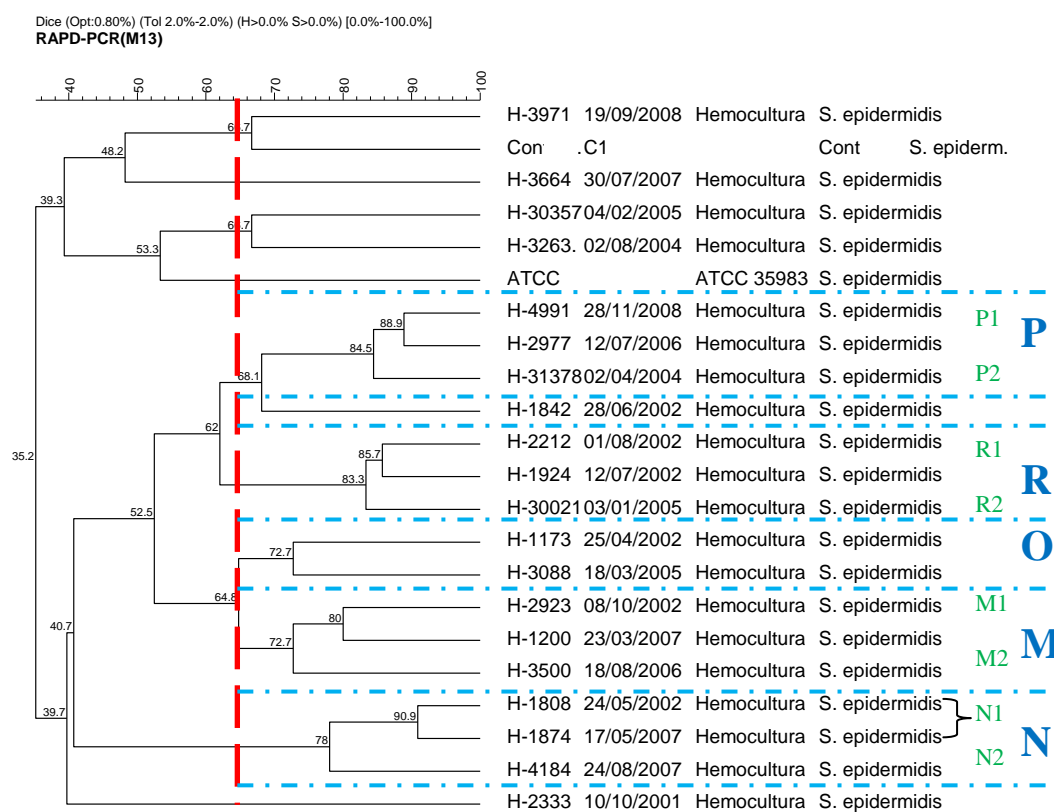 Dice (Opt:0.80%) (Tol 2.0%-2.0%) (H>0.0% S>0.0%) [0.0%-100.0%]
RAPD-PCR(M13)
40 50 60 70 80 90 100
H-3971 19/09/2008 Hemocultura S. epidermidis
Con .C1 Cont S. epiderm.
48.2
H-3664 30/07/2007 Hemocultura S. epidermidis
39.3
H-30357 04/02/2005 Hemocultura S. epidermidis
53.3
H-3263. 02/08/2004 Hemocultura S. epidermidis
ATCC ATCC 35983 S. epidermidis
H-4991 28/11/2008 Hemocultura S. epidermidis P1
88.9
P
H-2977 12/07/2006 Hemocultura S. epidermidis
84.5
H-31378 02/04/2004 Hemocultura S. epidermidis P2
68.1
H-1842 28/06/2002 Hemocultura S. epidermidis
62
H-2212 01/08/2002 Hemocultura S. epidermidis R1
35.2
85.7
H-1924 12/07/2002 Hemocultura S. epidermidis R
83.3
H-30021 03/01/2005 Hemocultura S. epidermidis R2
52.5
H-1173 25/04/2002 Hemocultura S. epidermidis O
72.7
H-3088 18/03/2005 Hemocultura S. epidermidis
64.8
H-2923 08/10/2002 Hemocultura S. epidermidis M1
80
40.7
H-1200 23/03/2007 Hemocultura S. epidermidis M
72.7
M2
H-3500 18/08/2006 Hemocultura S. epidermidis
H-1808 24/05/2002 Hemocultura S. epidermidis
39.7
90.9
N1
H-1874 17/05/2007 Hemocultura S. epidermidis N
78
N2
H-4184 24/08/2007 Hemocultura S. epidermidis
H-2333 10/10/2001 Hemocultura S. epidermidis